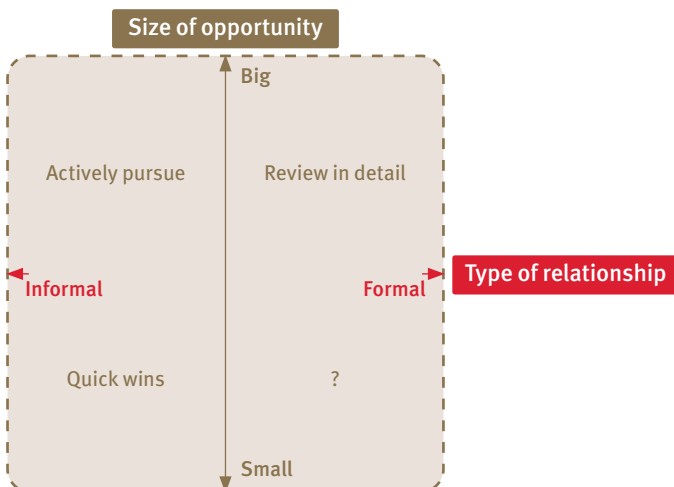 Size of opportunity
Big
Actively pursue
Review in detail
Informal
Formal
Type of relationship
Quick wins
?
Small